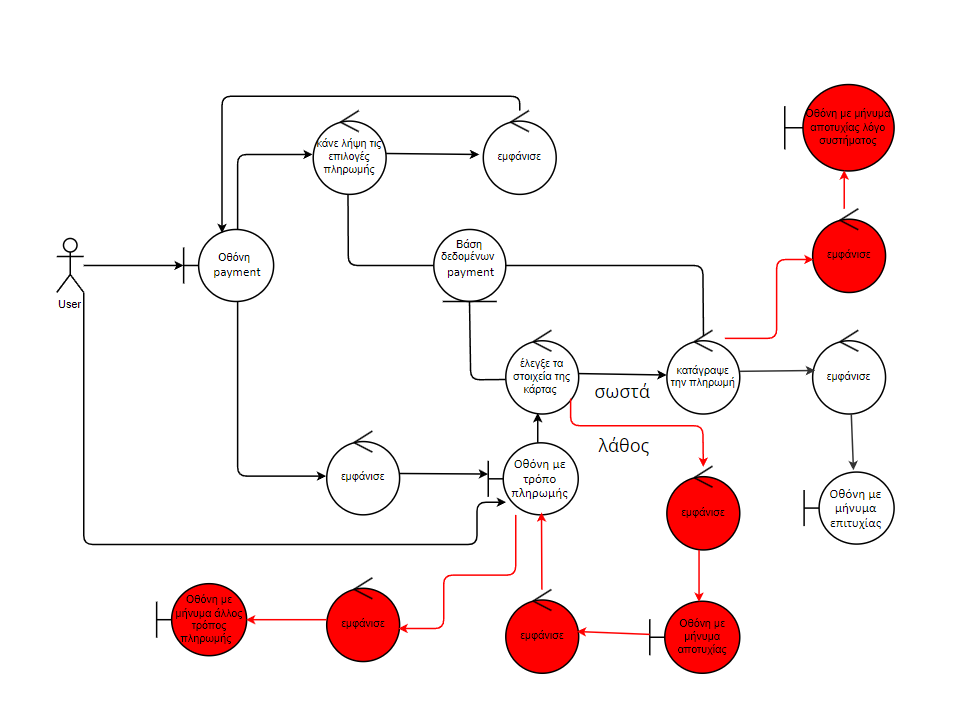 Οθόνη με μήνυμα
αποτυχίας λόγο
συστήματος
κάνε λήψη τις
επιλογές
πληρωμής
εμφάνισε
Οθόνη
payment
Βάση
δεδομένων
payment
εμφάνισε
User
έλεγξε τα
στοιχεία της
κάρτας
σωστά
κατάγραψε
την πληρωμή
εμφάνισε
λάθος
εμφάνισε
Οθόνη με
τρόπο
πληρωμής
Οθόνη με
μήνυμα
επιτυχίας
εμφάνισε
Οθόνη με
μήνυμα άλλος
τρόπος
πληρωμής
εμφάνισε
εμφάνισε
Οθόνη με
μήνυμα
αποτυχίας